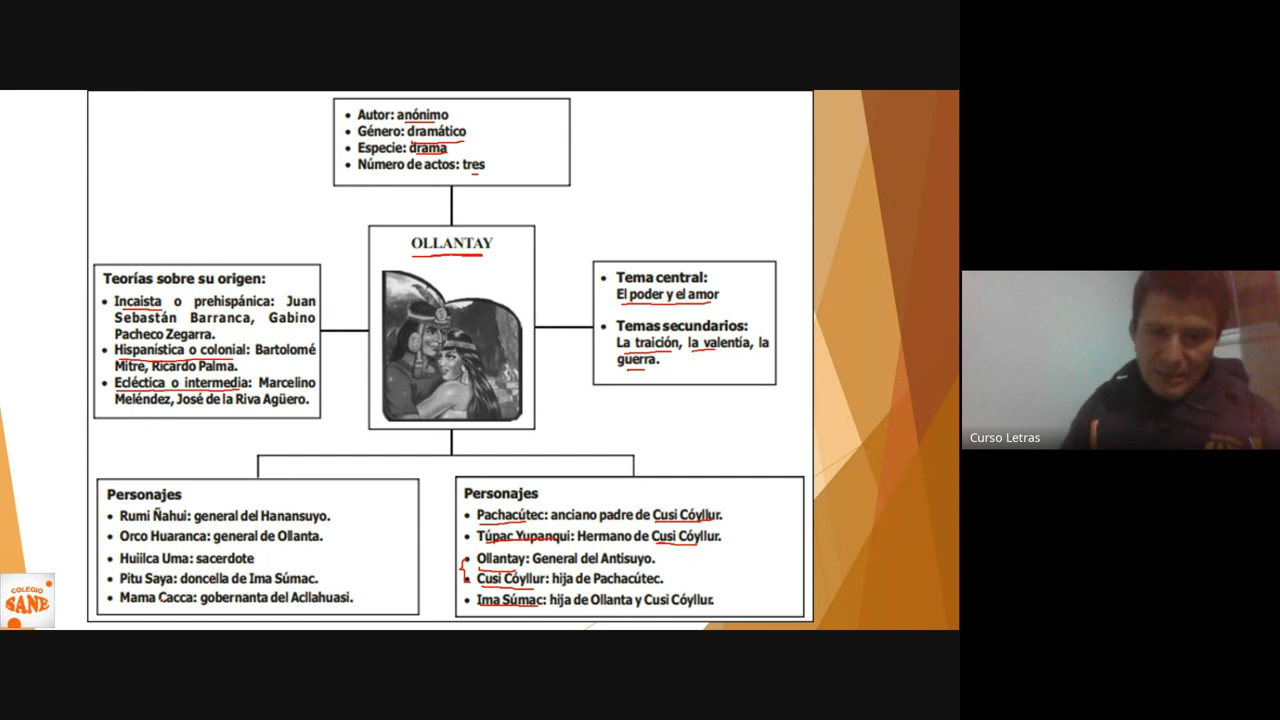 • Autor: anónimo
• Género: dramático
• Especie: drama
• Número de actos: tres
OLLANTAY
Teorías sobre su origen:
• Incaista o prehispánica: Juan
Sebastán Barranca, Gabino
Pacheco Zegarra.
• Hispanística o colonial: Bartolomé
Mitre, Ricardo Palma.
• Ecléctica o intermedia: Marcelino
Meléndez, José de la Riva Agüero.
• Tema central:
El poder y el amor
• Temas secundarios:
La traición, la valentía, la
guerra.
Personajes
• Rumi Ñahui: general del Hanansuyo.
• Orco Huaranca: general de Ollanta.
• Huiilca Uma: sacerdote
• Pitu Saya: doncella de Ima Súmac.
• Mama Cacca: gobernanta del Acllahuasi.
Personajes
• Pachacútec: anciano padre de Cusi Cóyllur.
• Túpac Yupanqui: Hermano de Cusi Cóyllur.
• Ollantay: General del Antisuyo.
• Cusi Cóyllur: hija de Pachacútec.
• Ima Súmac: hija de Ollanta y Cusi Cóyllur.
COLEGIO
SANE
Curso Letras